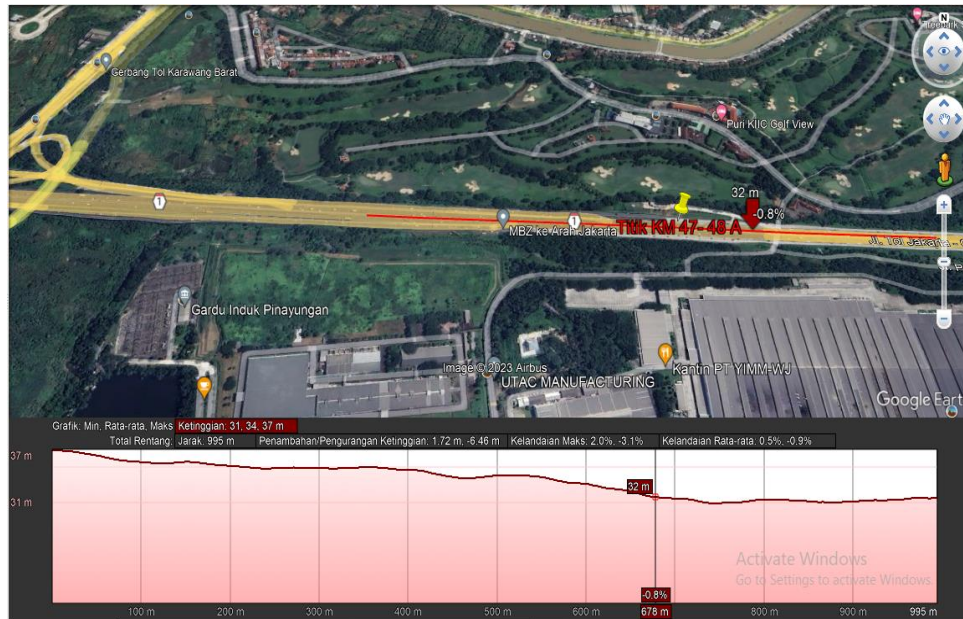 N
Gerbang Tol Karawang Barat
Puri KIIC Golf View
32 m
-0.8%
1
1
MBZ ke Arah Jakarta
Titik KM 47- 48 A
Jl. Tol Jakarta -
Gardu Induk Pinayungan
Image © 2023 Airbus
UTAC MANUFACTURING
Kantin PT YIMM-WJ
Google Eart
Grafik: Min, Rata-rata, Maks Ketinggian: 31, 34, 37 m
Total Rentang: Jarak: 995 m Penambahan/Pengurangan Ketinggian: 1.72 m, -6.46 m Kelandaian Maks: 2.0%, -3.1% Kelandaian Rata-rata: 0.5%, -0.9%
37 m
32 m
31 m
Activate Windows
Go to Settings to activate Windows.
-0.8%
100 m 200 m 300 m 400 m 500 m 600 m 678 m 800 m 900 m 995 m